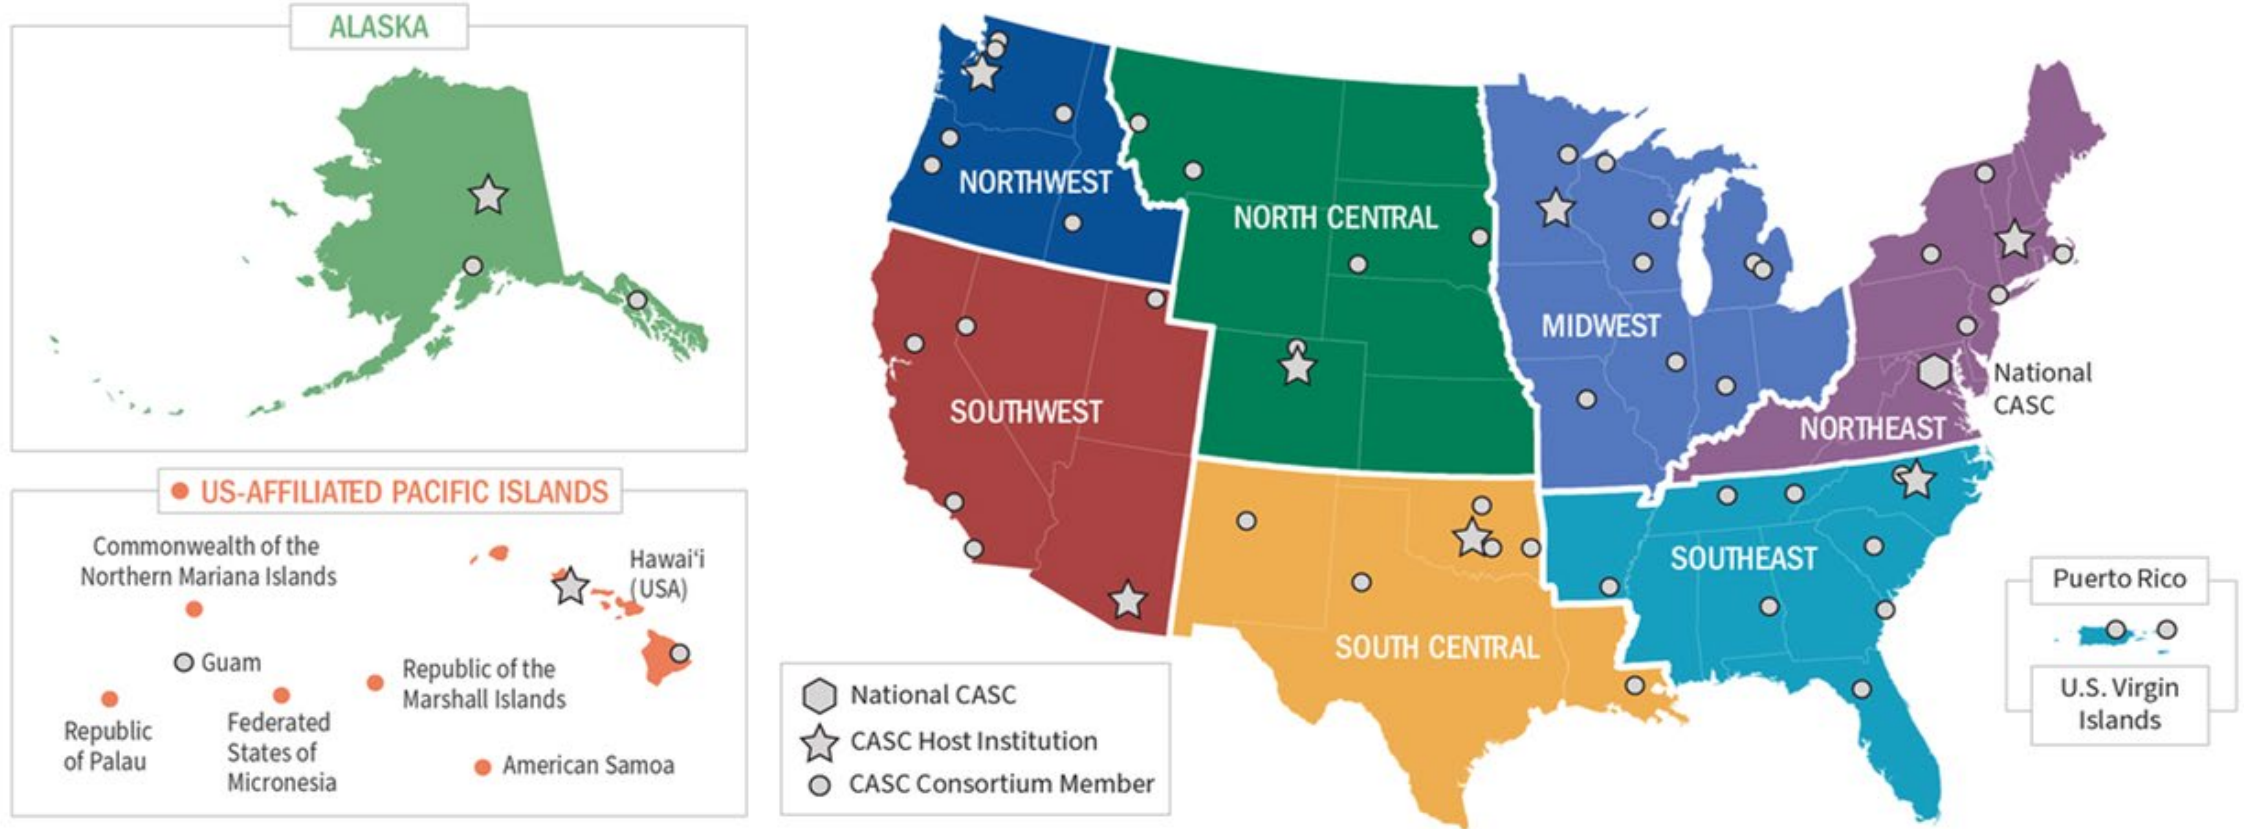 ALASKA
US-AFFILIATED PACIFIC ISLANDS
Commonwealth of the
Northern Mariana Islands
Guam
Republic
of Palau
Federated
States of
Micronesia
Republic of the
Marshall Islands
American Samoa
Hawaiʻi
(USA)
NORTHWEST
NORTH CENTRAL
MIDWEST
NORTHEAST
National
CASC
SOUTHWEST
SOUTH CENTRAL
SOUTHEAST
Puerto Rico
U.S. Virgin
Islands
National CASC
CASC Host Institution
CASC Consortium Member